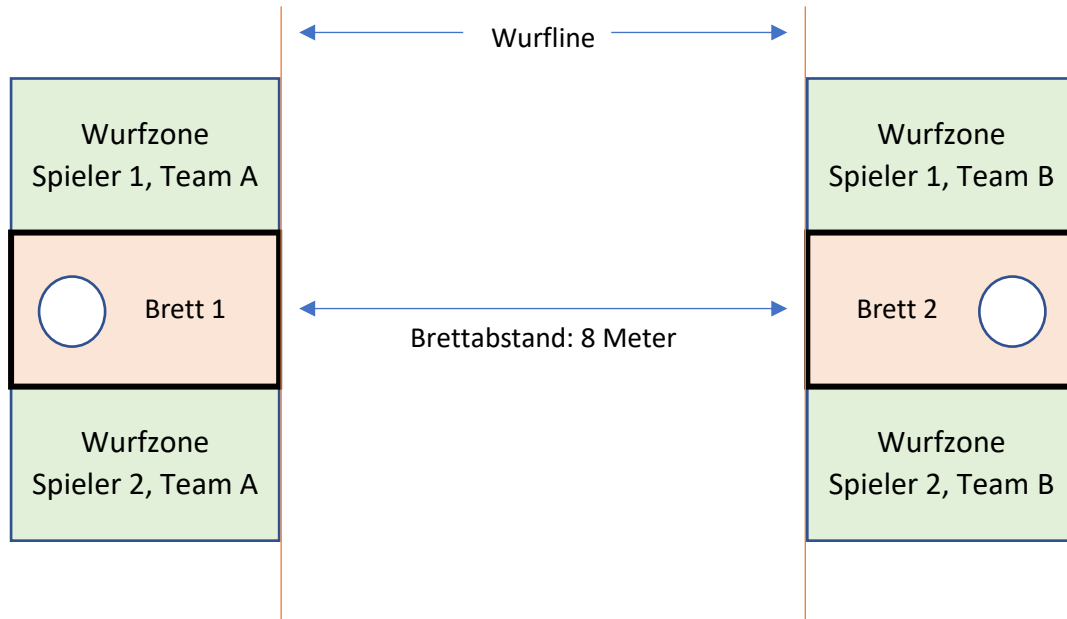 Wurfline
Wurfzone
Spieler 1, Team A
Wurfzone
Spieler 1, Team B
Brett 1
Brett 2
Brettabstand: 8 Meter
Wurfzone
Spieler 2, Team A
Wurfzone
Spieler 2, Team B